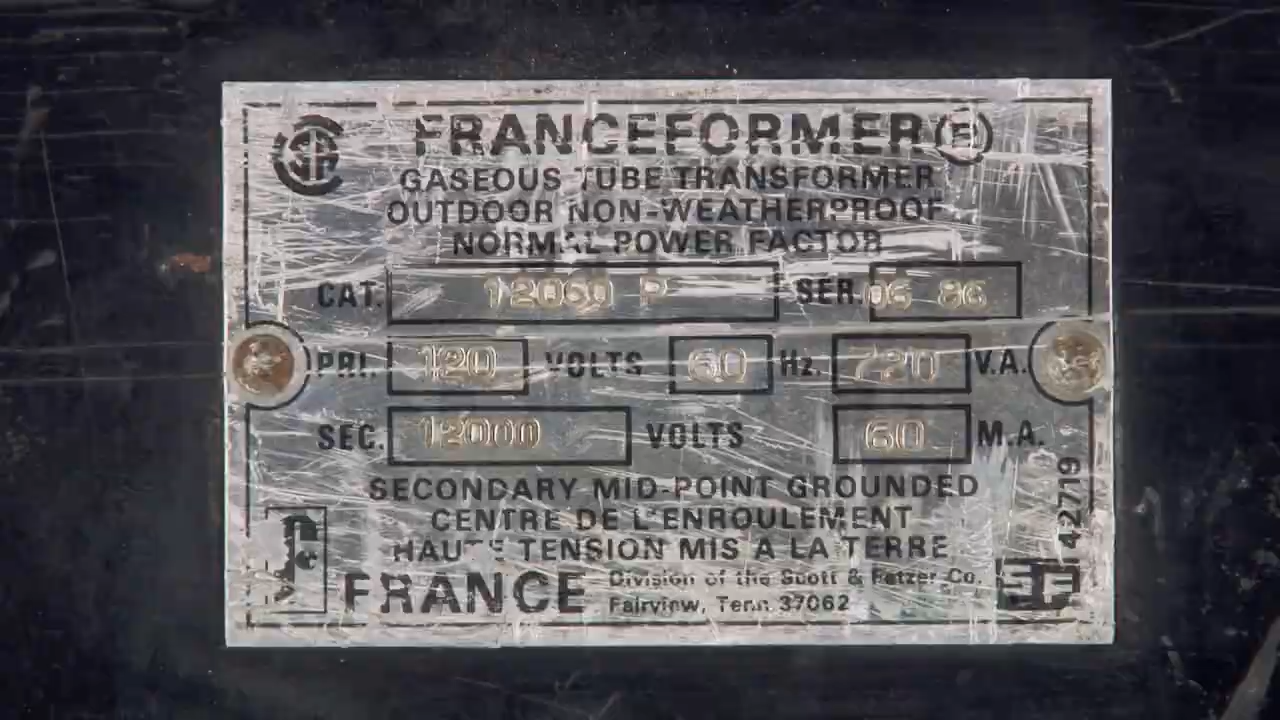 FRANCEFORMER
GASEOUS TUBE TRANSFORMER
OUTDOOR NON-WEATHERPROOF
NORMAL POWER FACTOR
CAT. 12060 P SER. 06 86
PRI. 120 VOLTS 60 Hz. 720 V.A.
SEC. 12000 VOLTS 60 M.A.
SECONDARY MID-POINT GROUNDED
CENTRE DE L'ENROULEMENT
HAUTE TENSION MIS A LA TERRE
FRANCE Division of the Scott & Fetzer Co.
Fairview, Tenn. 37062
42719